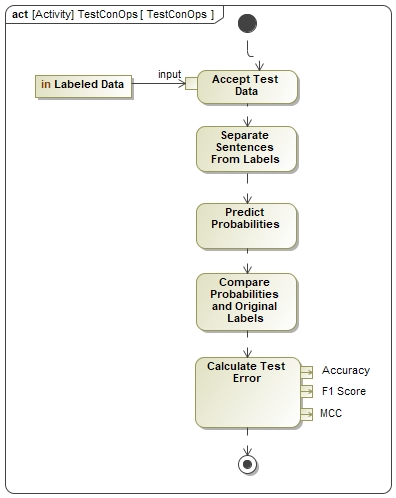 act [Activity] TestConOps [ TestConOps ]
input
in Labeled Data
Accept Test
Data
Separate
Sentences
From Labels
Predict
Probabilities
Compare
Probabilities
and Original
Labels
Calculate Test
Error
Accuracy
F1 Score
MCC